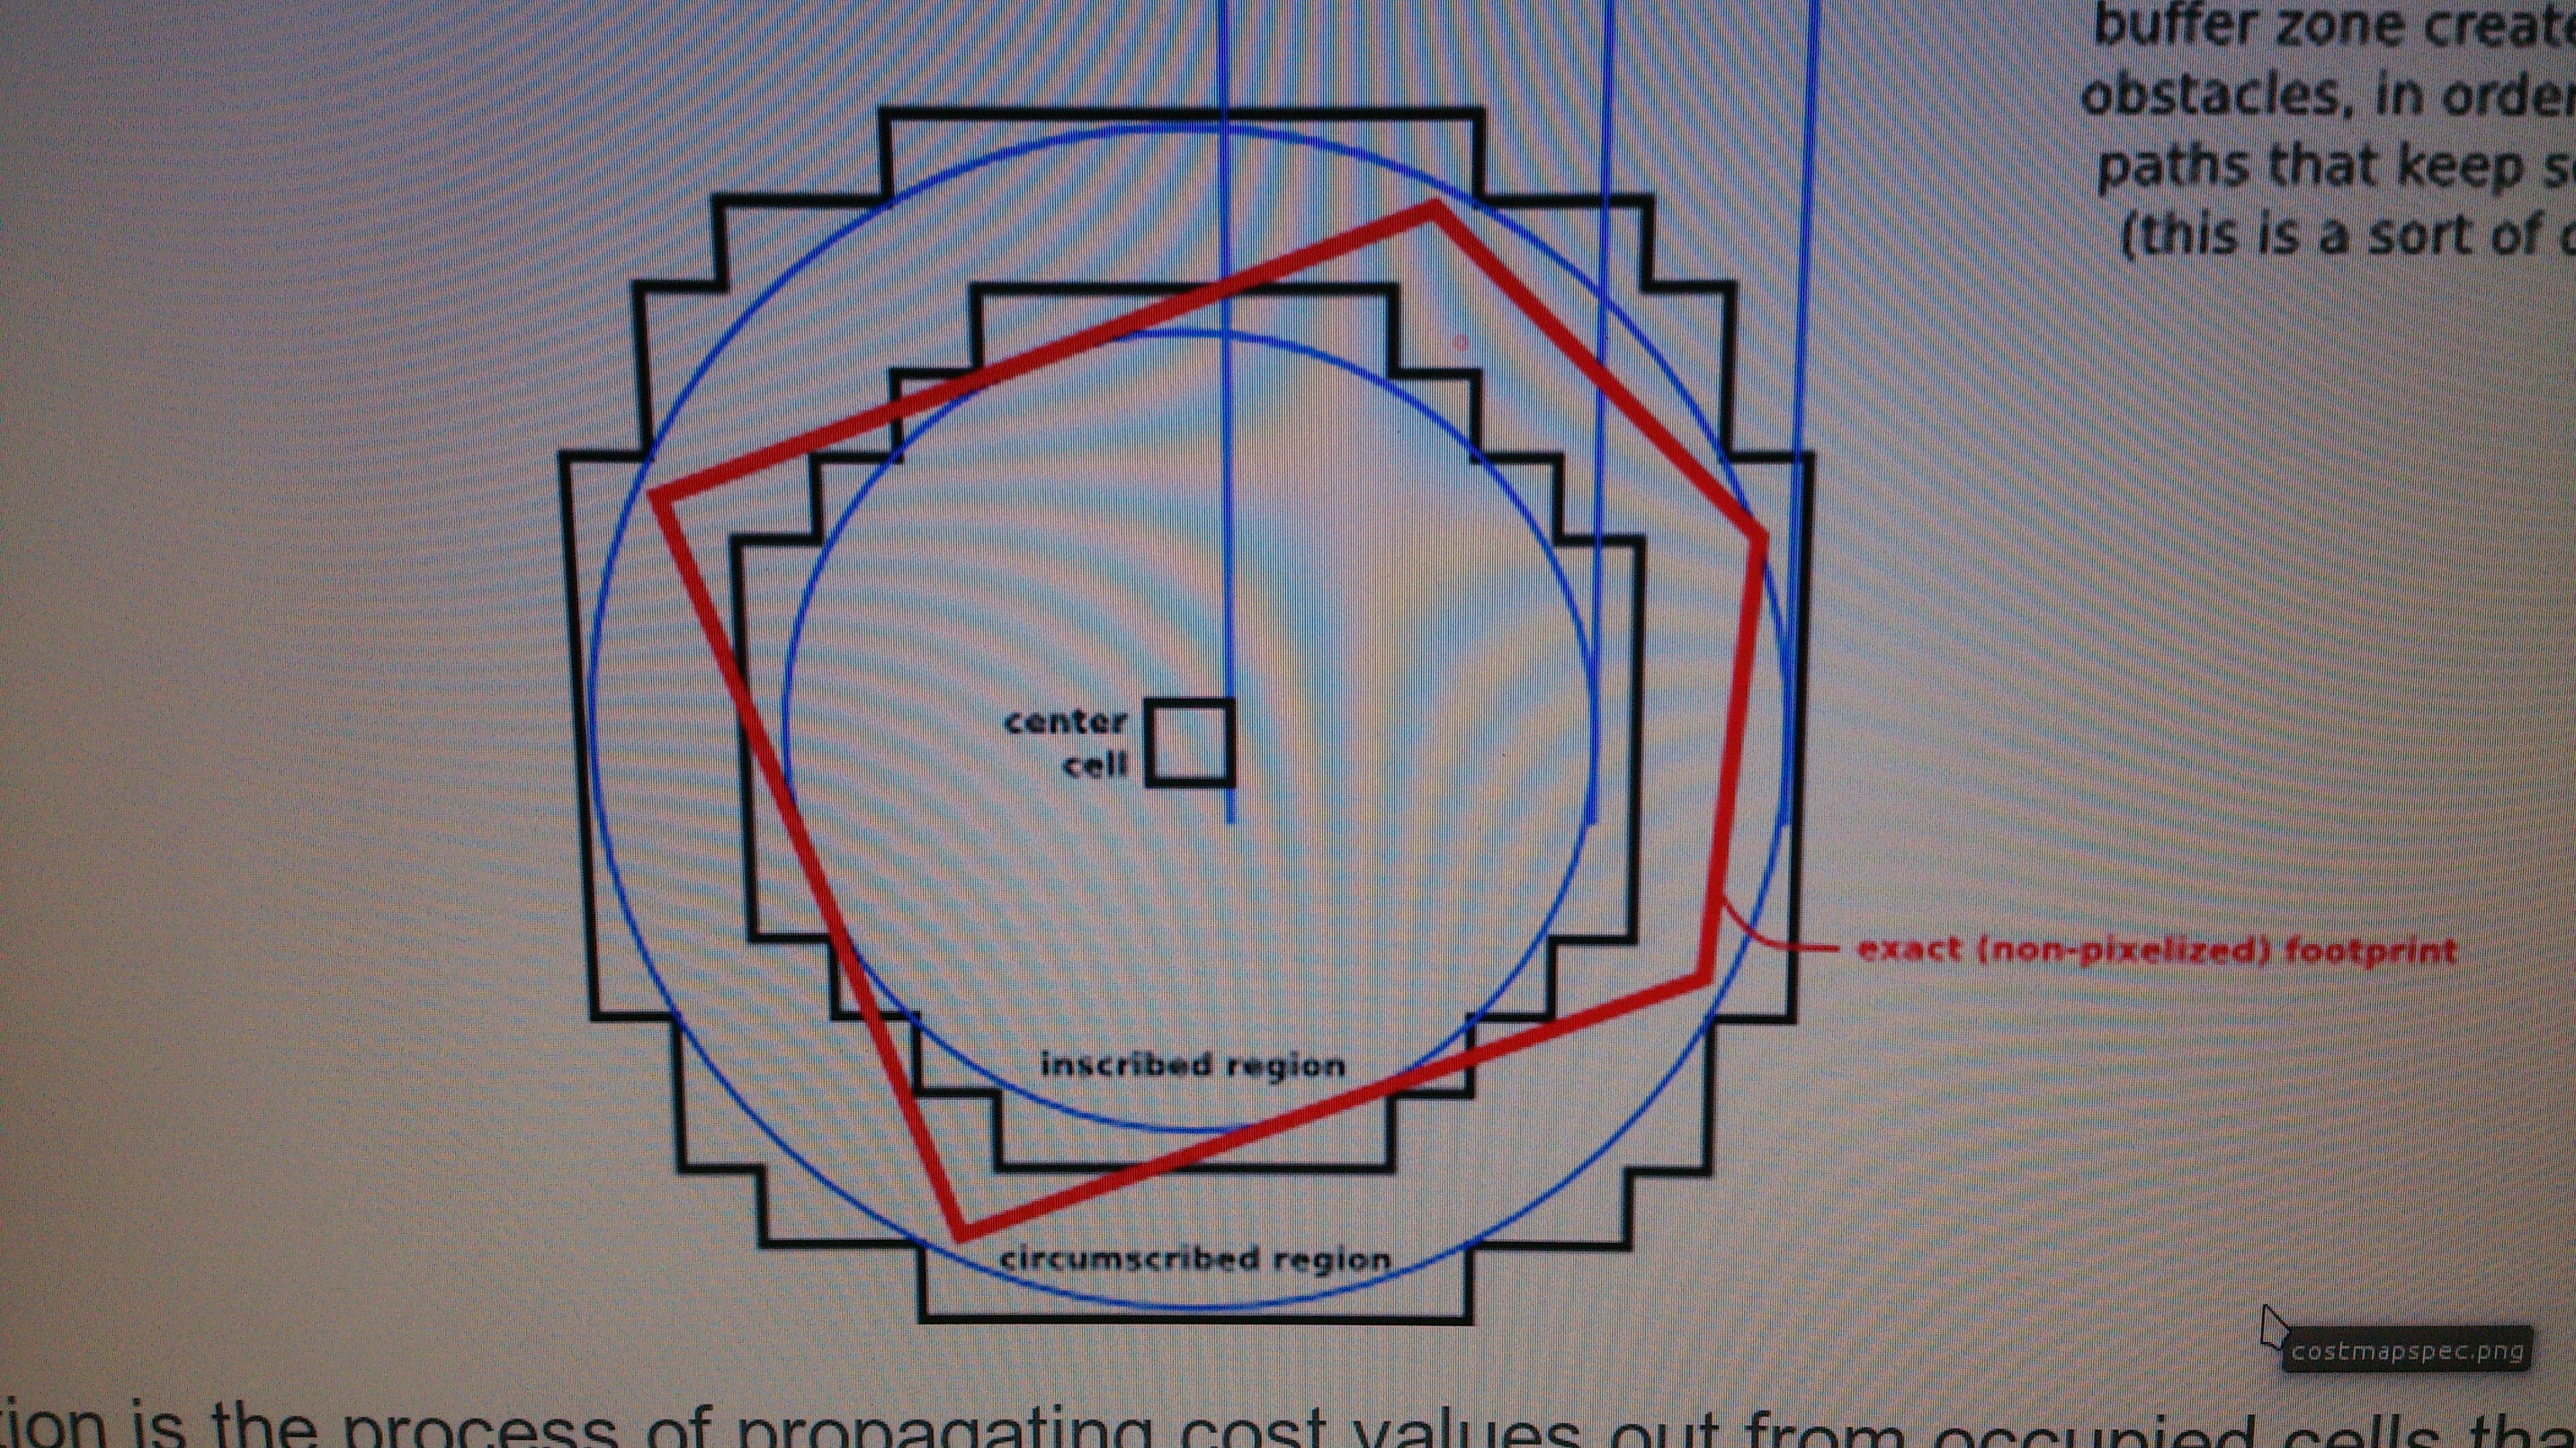 buffer zone create
obstacles, in order
paths that keep s
(this is a sort of
center
cell
exact (non-pixelized) footprint
inscribed region
circumscribed region
costmapspec.png
ion is the process of propagating cost values out from occupied cells tha